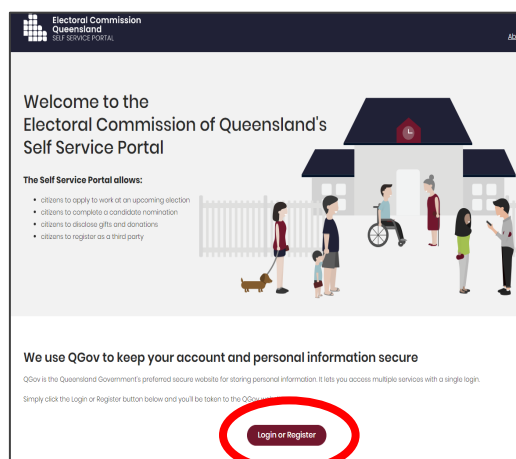 Electoral Commission
Queensland
SELF SERVICE PORTAL
Welcome to the
Electoral Commission of Queensland's
Self Service Portal
The Self Service Portal allows:
• citizens to apply to work at an upcoming election
• citizens to complete a candidate nomination
• citizens to disclose gifts and donations
• citizens to register as a third party
We use QGov to keep your account and personal information secure
QGov is the Queensland Government's preferred secure website for storing personal information. It lets you access multiple services with a single login.
Simply click the Login or Register button below and you'll be taken to the QGov
Login or Register